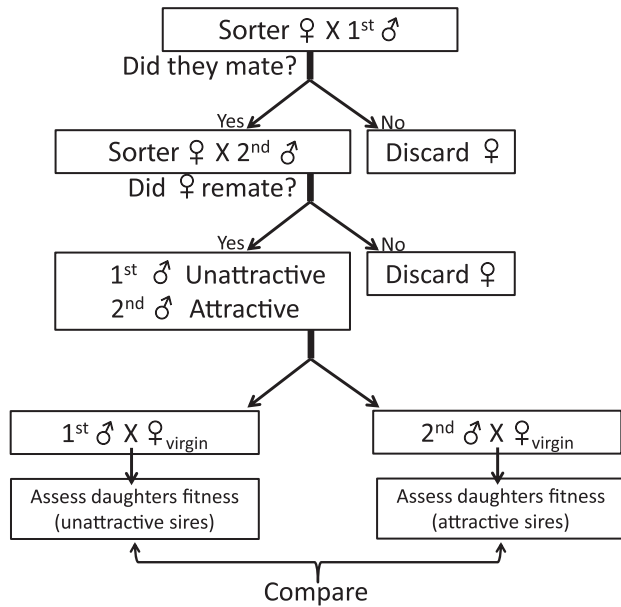 Sorter ♀ X 1st ♂
Did they mate?
Yes
No
Sorter ♀ X 2nd ♂
Discard ♀
Did ♀ remate?
Yes
No
1st ♂ Unattractive
2nd ♂ Attractive
Discard ♀
1st ♂ X ♀virgin
2nd ♂ X ♀virgin
Assess daughters fitness
(unattractive sires)
Assess daughters fitness
(attractive sires)
Compare